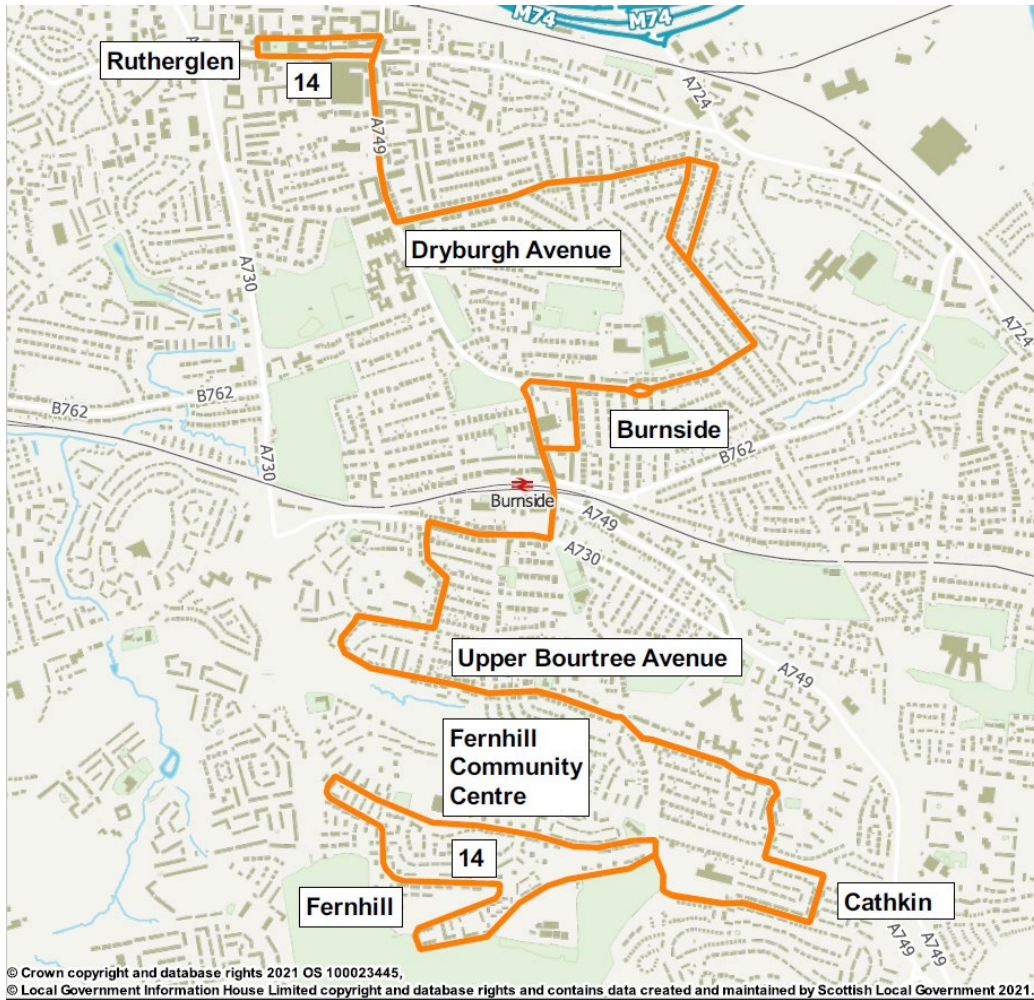 M74
M74
Rutherglen
14
A749
A724
Dryburgh Avenue
A730
A724
B762
B762
Burnside
B762
A730
Burnside
A749
A730
Upper Bourtree Avenue
A749
Fernhill
Community
Centre
14
Fernhill
Cathkin
A749
A749
© Crown copyright and database rights 2021 OS 100023445,
© Local Government Information House Limited copyright and database rights and contains data created and maintained by Scottish Local Government 2021.